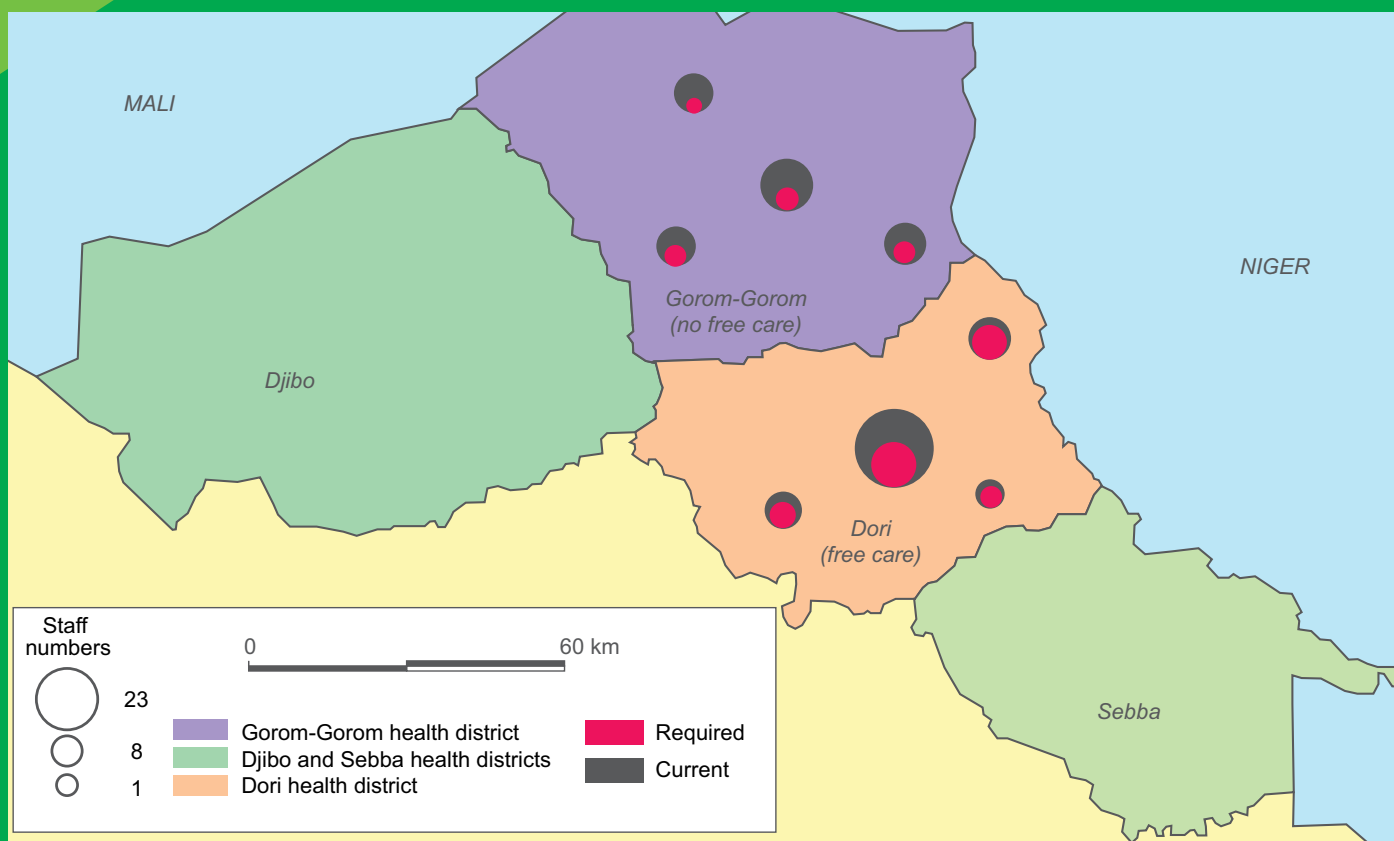 MALI
NIGER
Gorom-Gorom
(no free care)
Djibo
Dori
(free care)
Sebba
Staff
numbers
23
8
1
0 60 km
Gorom-Gorom health district
Djibo and Sebba health districts
Dori health district
Required
Current